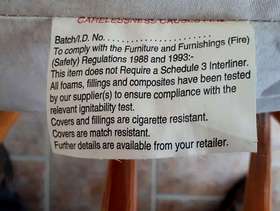 CARELESSNESS CAUSES FIRE
Batch/I.D. No. . . . . . . . . . . . . . . . . . . . . .
To comply with the Furniture and Furnishings (Fire)
(Safety) Regulations 1988 and 1993:-
This item does not Require a Schedule 3 Interliner.
All foams, fillings and composites have been tested
by our supplier(s) to ensure compliance with the
relevant ignitability test.
Covers and fillings are cigarette resistant.
Covers are match resistant.
Further details are available from your retailer.